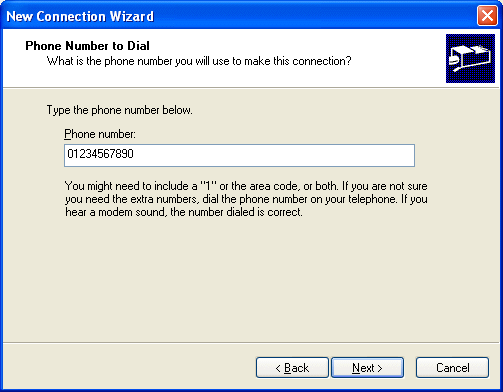 New Connection Wizard
Phone Number to Dial
What is the phone number you will use to make this connection?
Type the phone number below.
Phone number:
01234567890
You might need to include a "1" or the area code, or both. If you are not sure
you need the extra numbers, dial the phone number on your telephone. If you
hear a modem sound, the number dialed is correct.
< Back
Next >
Cancel